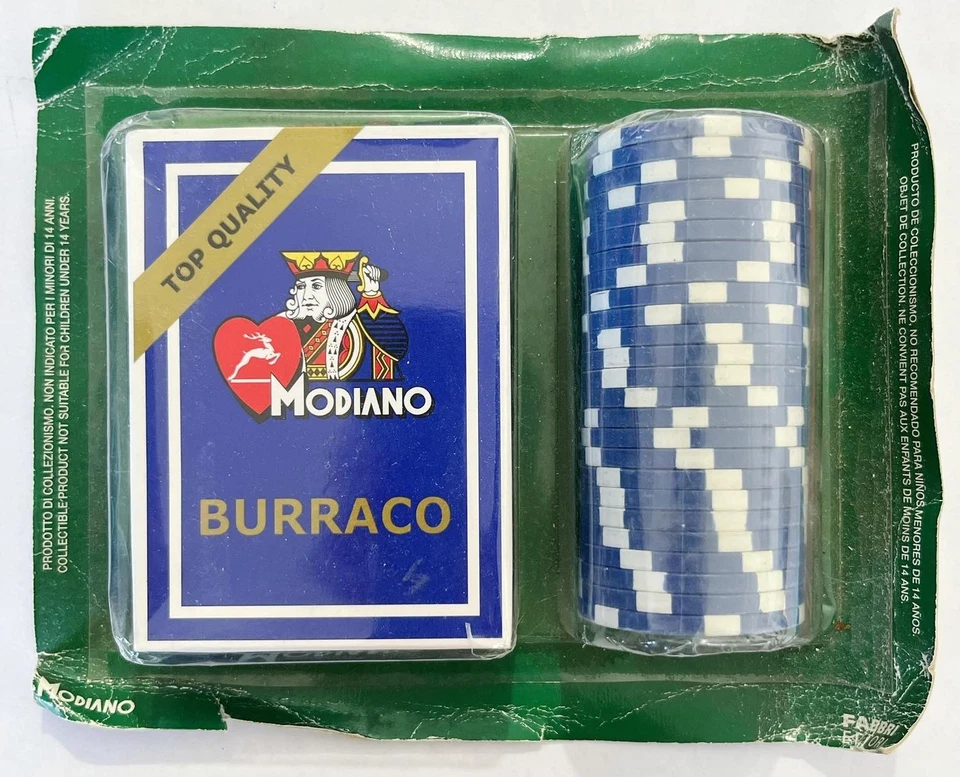 TOP QUALITY
MODIANO
BURRACO
PRODOTTO DI COLLEZIONISMO. NON INDICATO PER I MINORI DI 14 ANNI.
COLLECTIBLE PRODUCT NOT SUITABLE FOR CHILDREN UNDER 14 YEARS.
PRODUCTO DE COLECCIONISMO. NO RECOMENDADO PARA NIÑOS MENORES DE 14 AÑOS.
OBJET DE COLLECTION. NE CONVIENT PAS AUX ENFANTS DE MOINS DE 14 ANS.
MODIANO
FABBRI
EDITORI